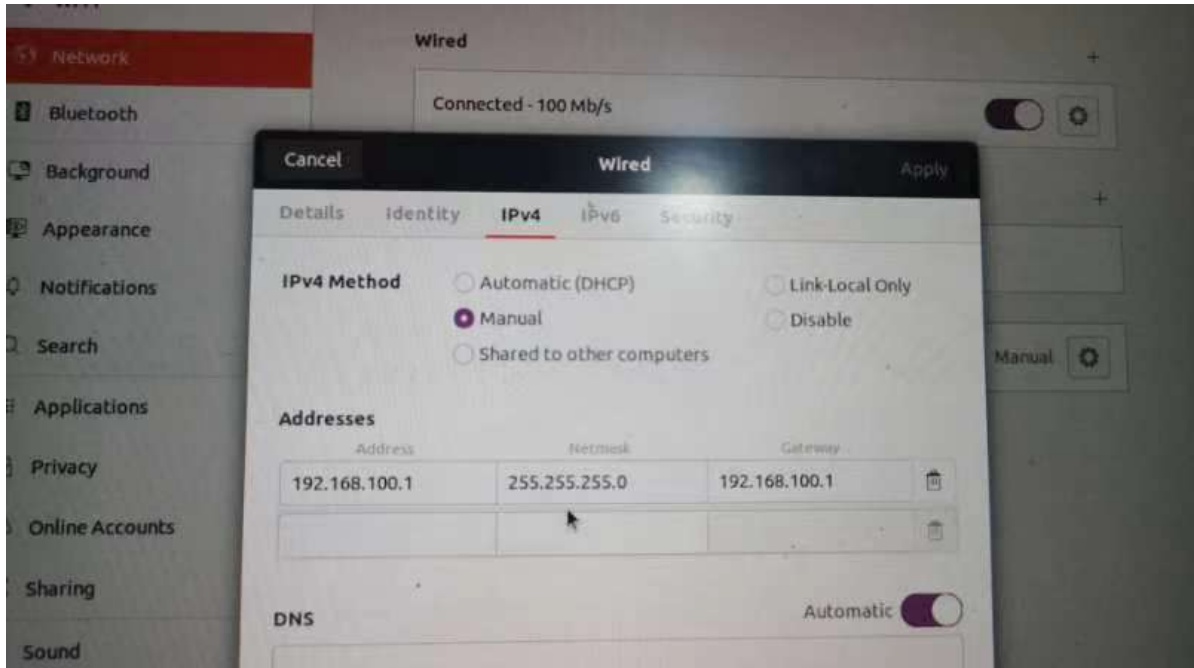 Network
Bluetooth
Background
Appearance
Notifications
Search
Applications
Privacy
Online Accounts
Sharing
Sound
Wired
+
Connected - 100 Mb/s
+
Manual
Cancel Wired Apply
Details Identity IPv4 IPv6 Security
IPv4 Method Automatic (DHCP) Link-Local Only
Manual Disable
Shared to other computers
Addresses
Address Netmask Gateway
192.168.100.1 255.255.255.0 192.168.100.1
DNS Automatic